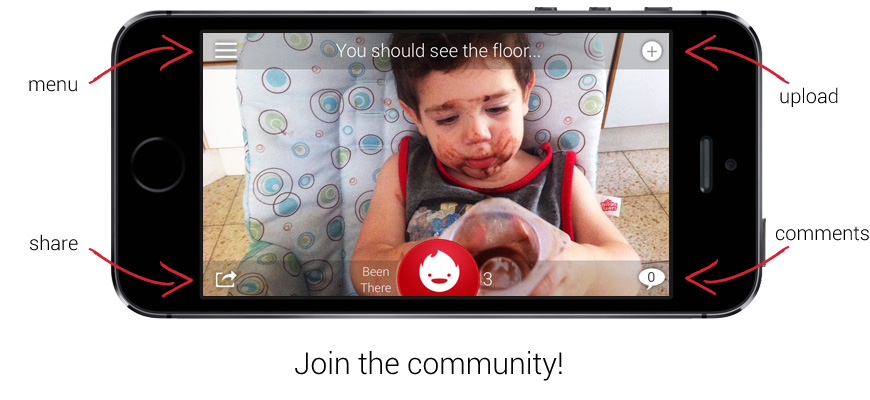 You should see the floor...
menu
upload
share
comments
Been
There
3
0
Join the community!